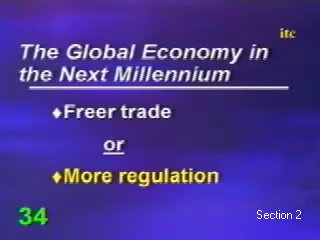 itc
The Global Economy in
the Next Millennium
♦Freer trade
or
♦More regulation
34
Section 2